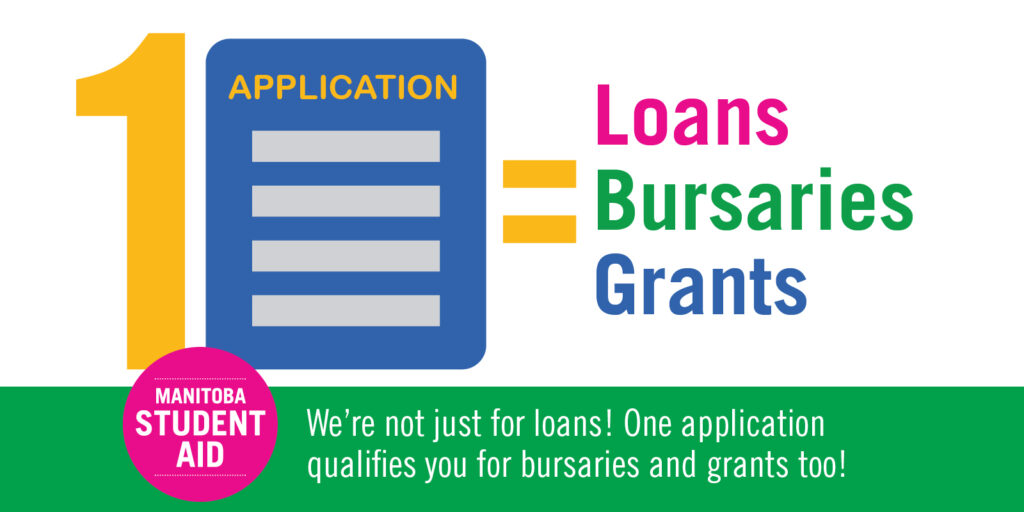 1
APPLICATION
=
Loans
Bursaries
Grants
MANITOBA
STUDENT
AID
We’re not just for loans! One application
qualifies you for bursaries and grants too!